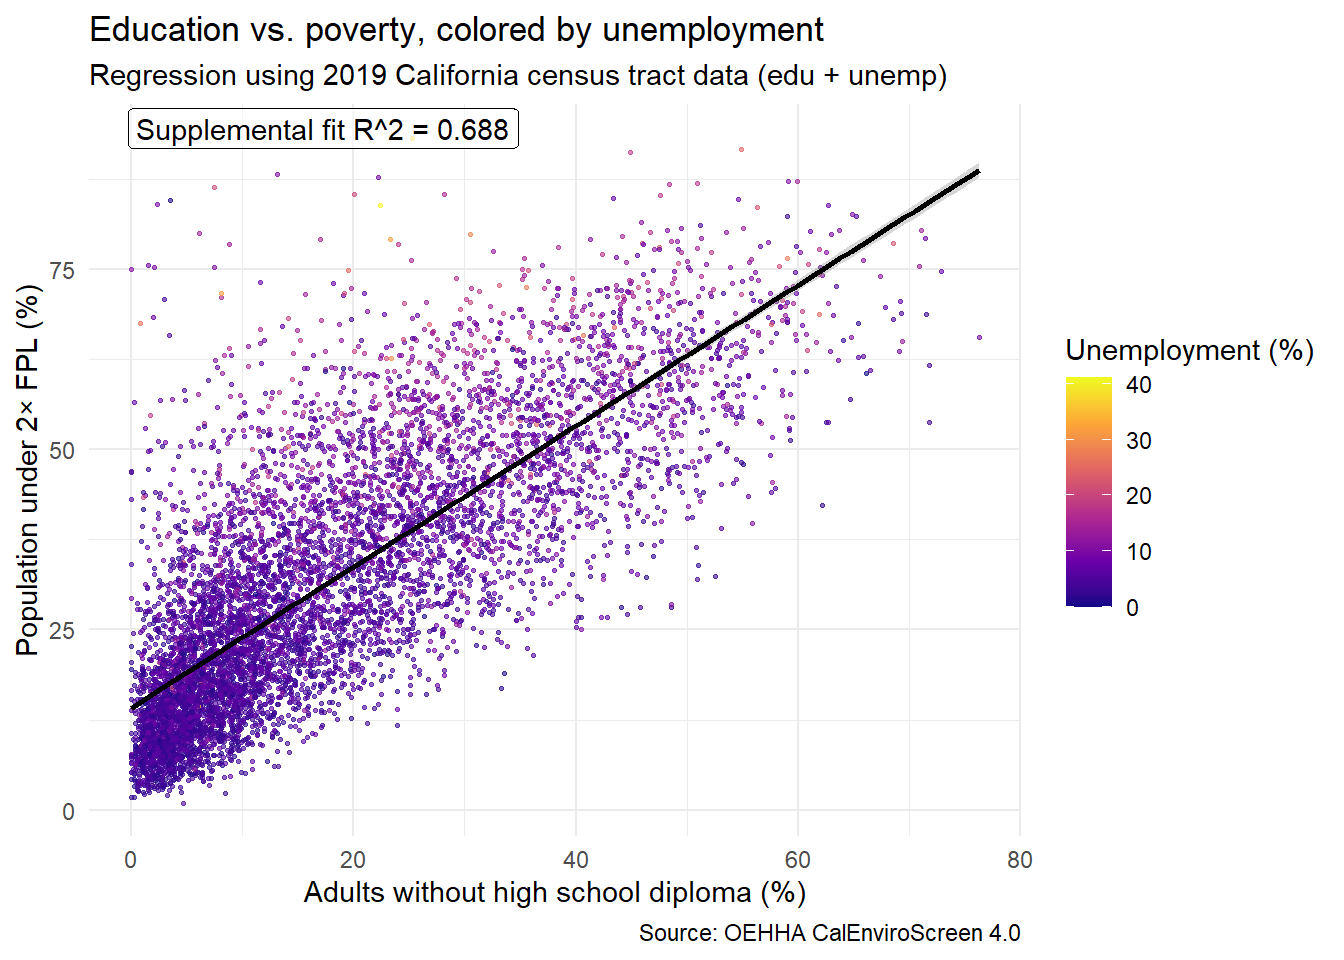 Education vs. poverty, colored by unemployment
Regression using 2019 California census tract data (edu + unemp)
Supplemental fit R^2 = 0.688
Population under 2× FPL (%)
75
50
25
0
0 20 40 60 80
Adults without high school diploma (%)
Unemployment (%)
40
30
20
10
0
Source: OEHHA CalEnviroScreen 4.0